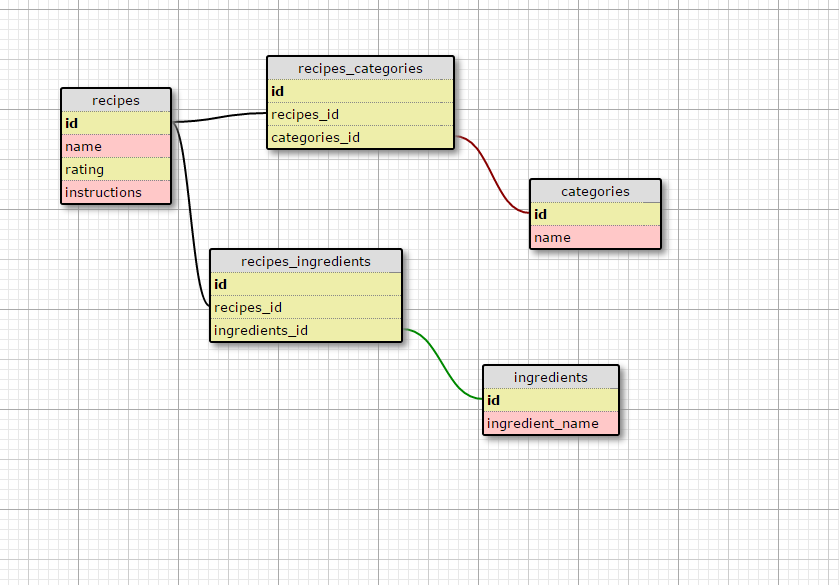 recipes
id
name
rating
instructions
recipes_categories
id
recipes_id
categories_id
categories
id
name
recipes_ingredients
id
recipes_id
ingredients_id
ingredients
id
ingredient_name